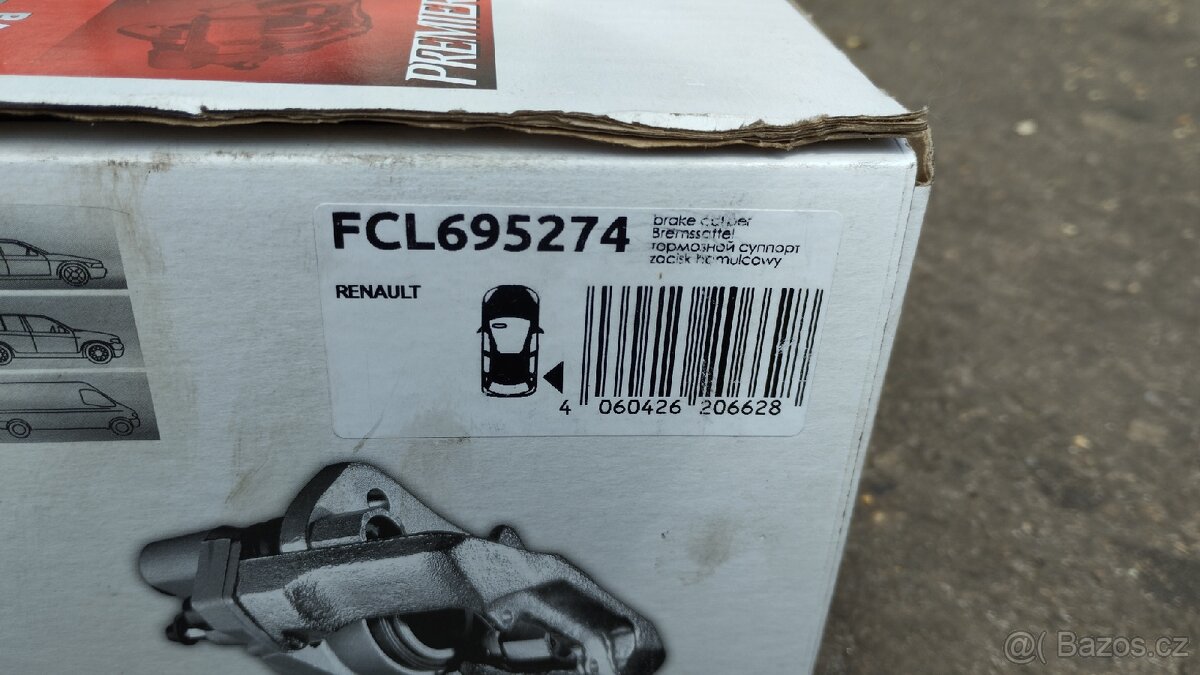 PREMIER
FCL695274
brake caliper
Bremssattel
тормозной суппорт
zacisk hamulcowy
RENAULT
4 060426 206628
@( Bazos.cz